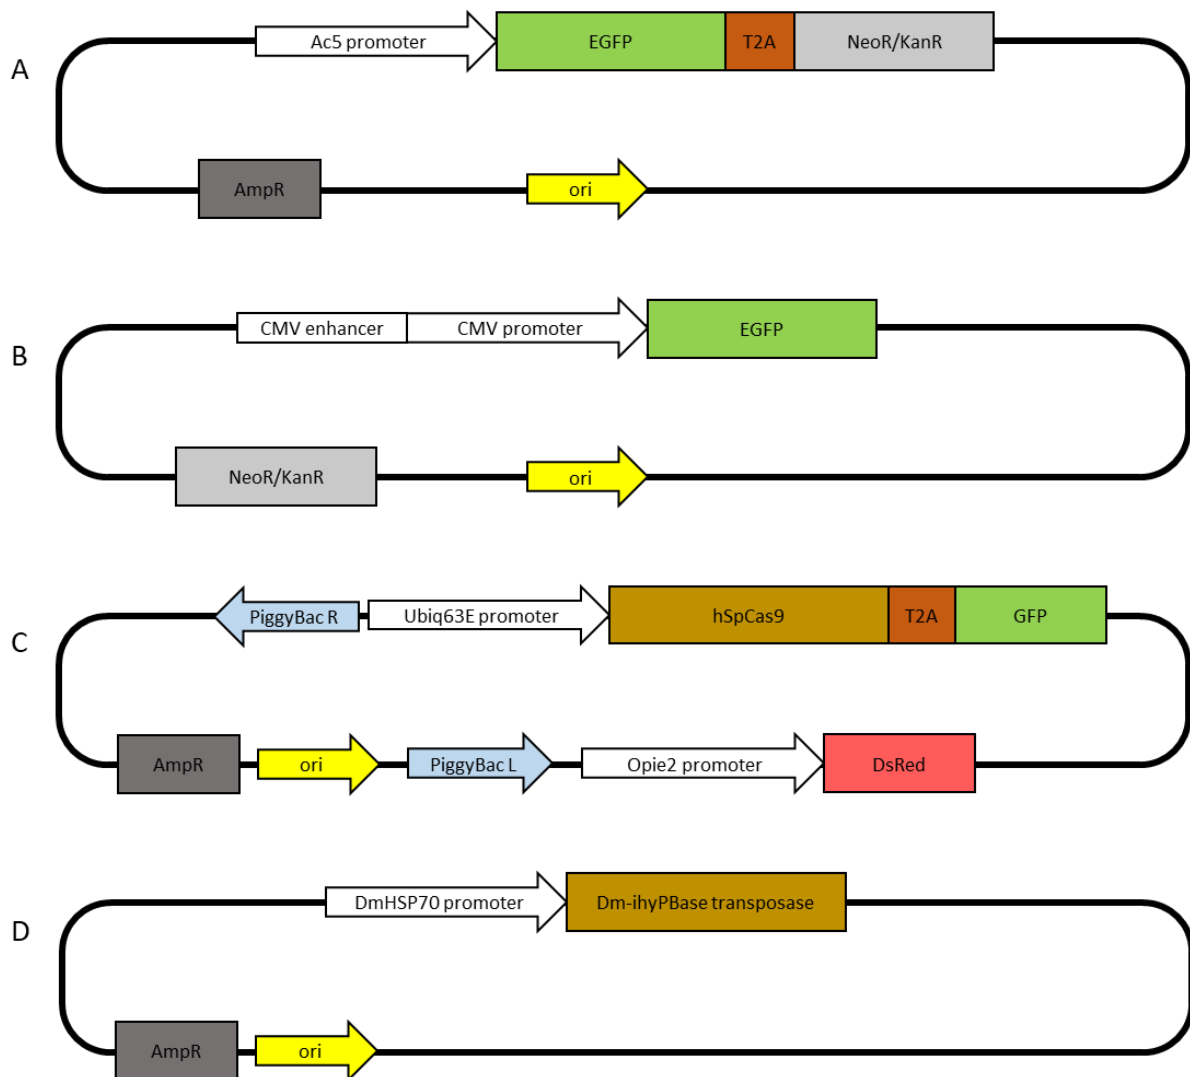 A
Ac5 promoter
EGFP
T2A
NeoR/KanR
AmpR
ori
B
CMV enhancer
CMV promoter
EGFP
NeoR/KanR
ori
C
PiggyBac R
Ubiq63E promoter
hSpCas9
T2A
GFP
AmpR
ori
PiggyBac L
Opie2 promoter
DsRed
D
DmHSP70 promoter
Dm-ihyPBase transposase
AmpR
ori